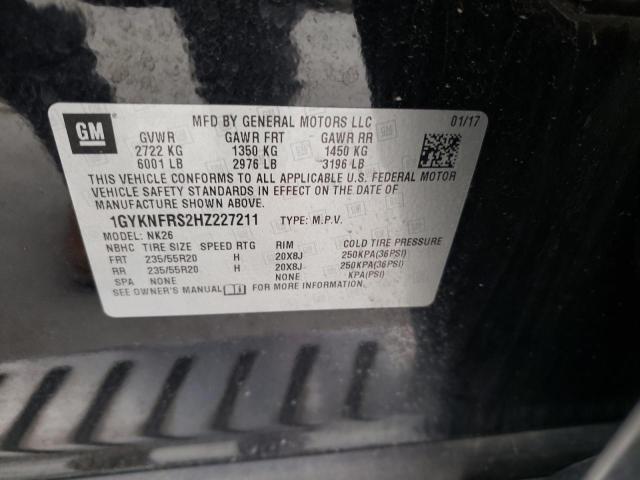 GM
MFD BY GENERAL MOTORS LLC 01/17
GVWR GAWR FRT GAWR RR
2722 KG 1350 KG 1450 KG
6001 LB 2976 LB 3196 LB
THIS VEHICLE CONFORMS TO ALL APPLICABLE U.S. FEDERAL MOTOR
VEHICLE SAFETY STANDARDS IN EFFECT ON THE DATE OF
MANUFACTURE SHOWN ABOVE.
1GYKNFRS2HZ227211 TYPE: M.P.V.
MODEL: NK26
NBHC TIRE SIZE SPEED RTG RIM COLD TIRE PRESSURE
FRT 235/55R20 H 20X8J 250KPA(36PSI)
RR 235/55R20 H 20X8J 250KPA(36PSI)
SPA NONE NONE KPA(PSI)
SEE OWNER'S MANUAL FOR MORE INFORMATION.